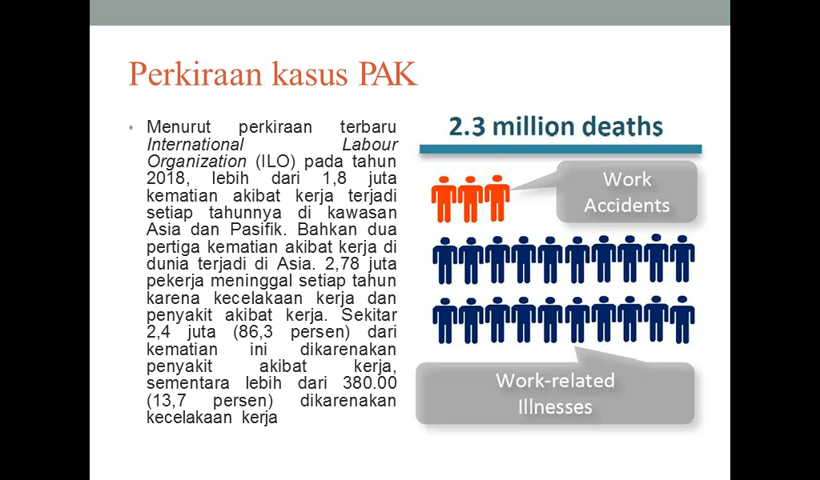 Perkiraan kasus PAK
• Menurut perkiraan terbaru
International Labour
Organization (ILO) pada tahun
2018, lebih dari 1,8 juta
kematian akibat kerja terjadi
setiap tahunnya di kawasan
Asia dan Pasifik. Bahkan dua
pertiga kematian akibat kerja di
dunia terjadi di Asia. 2,78 juta
pekerja meninggal setiap tahun
karena kecelakaan kerja dan
penyakit akibat kerja. Sekitar
2,4 juta (86,3 persen) dari
kematian ini dikarenakan
penyakit akibat kerja,
sementara lebih dari 380.00
(13,7 persen) dikarenakan
kecelakaan kerja
2.3 million deaths
Work
Accidents
Work-related
Illnesses